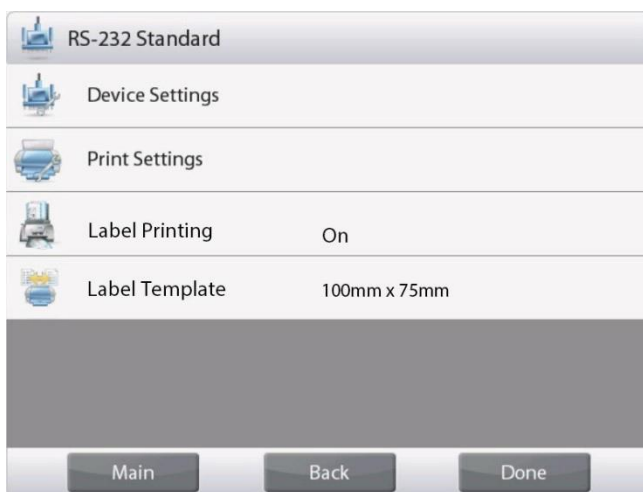 RS-232 Standard
Device Settings
Print Settings
Label Printing On
Label Template 100mm x 75mm
Main Back Done